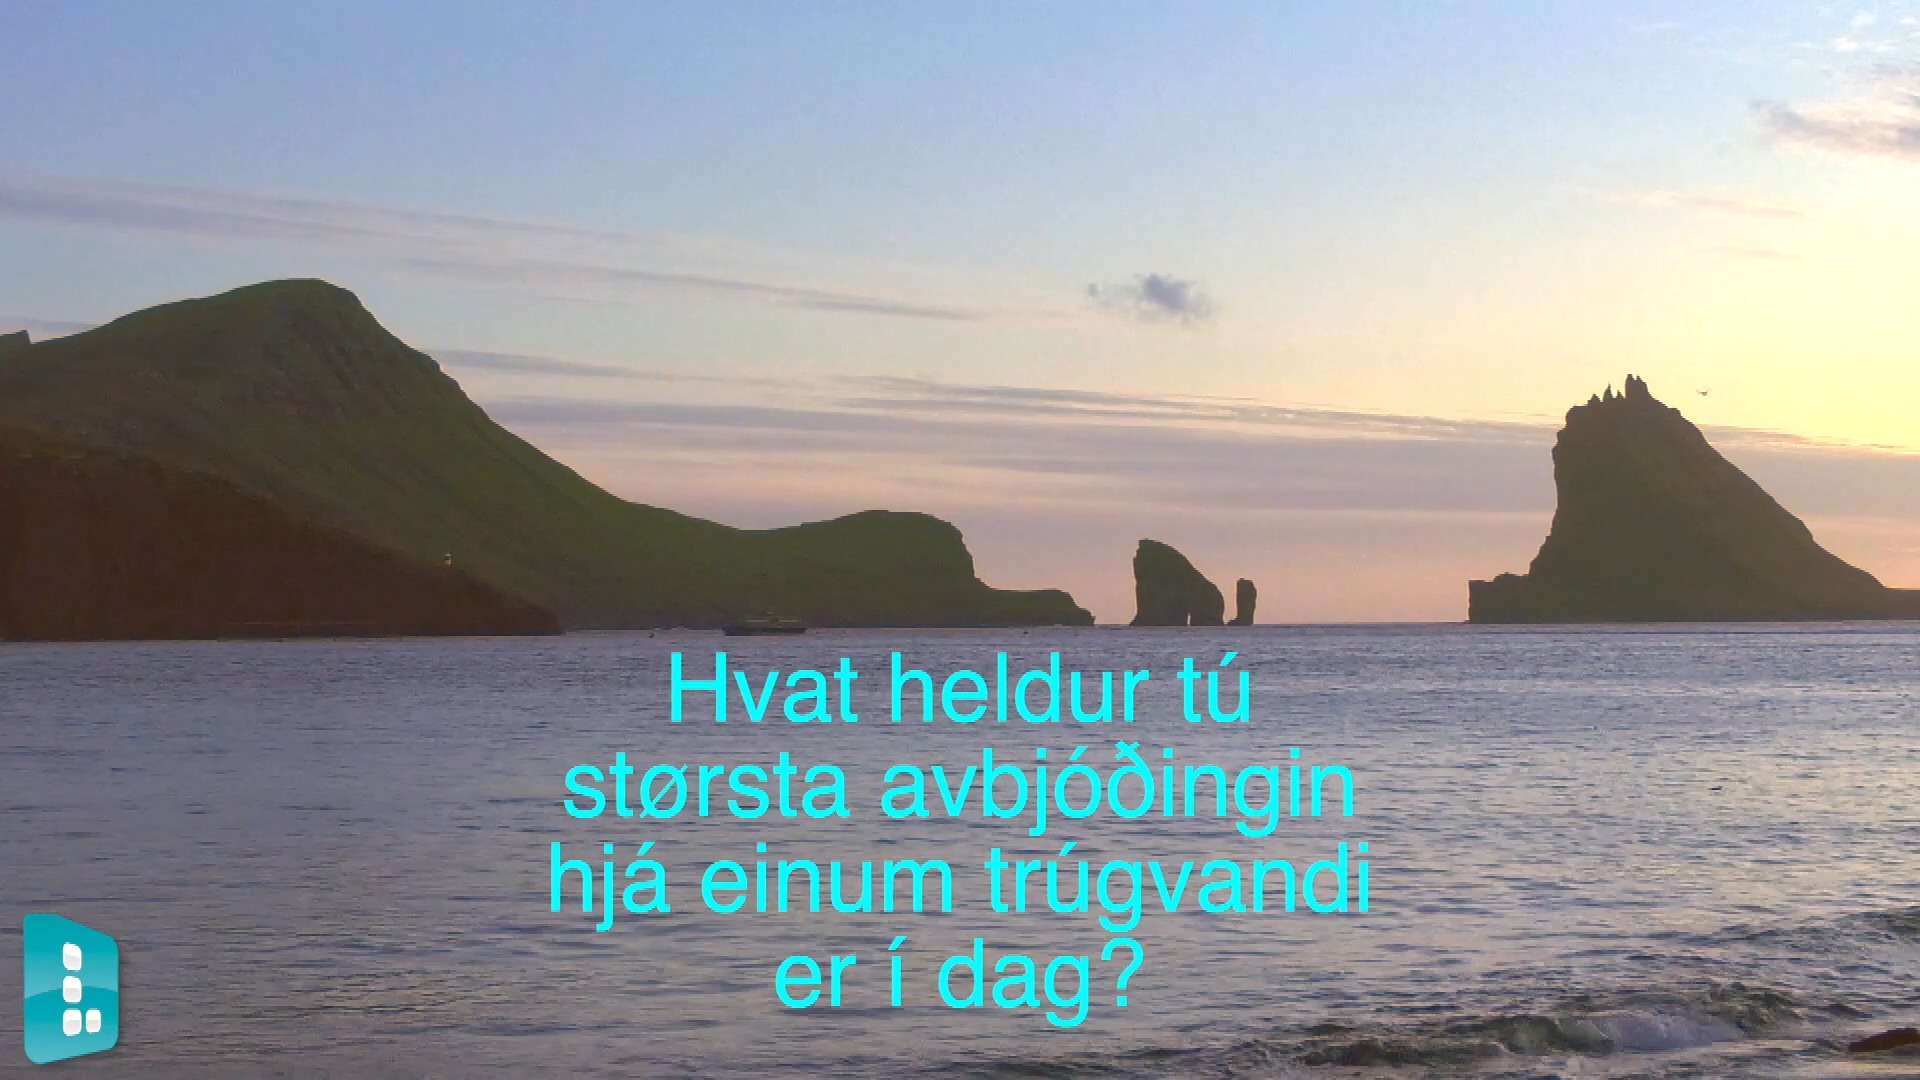 Hvat heldur tú
størsta avbjóðingin
hjá einum trúgvandi
er í dag?